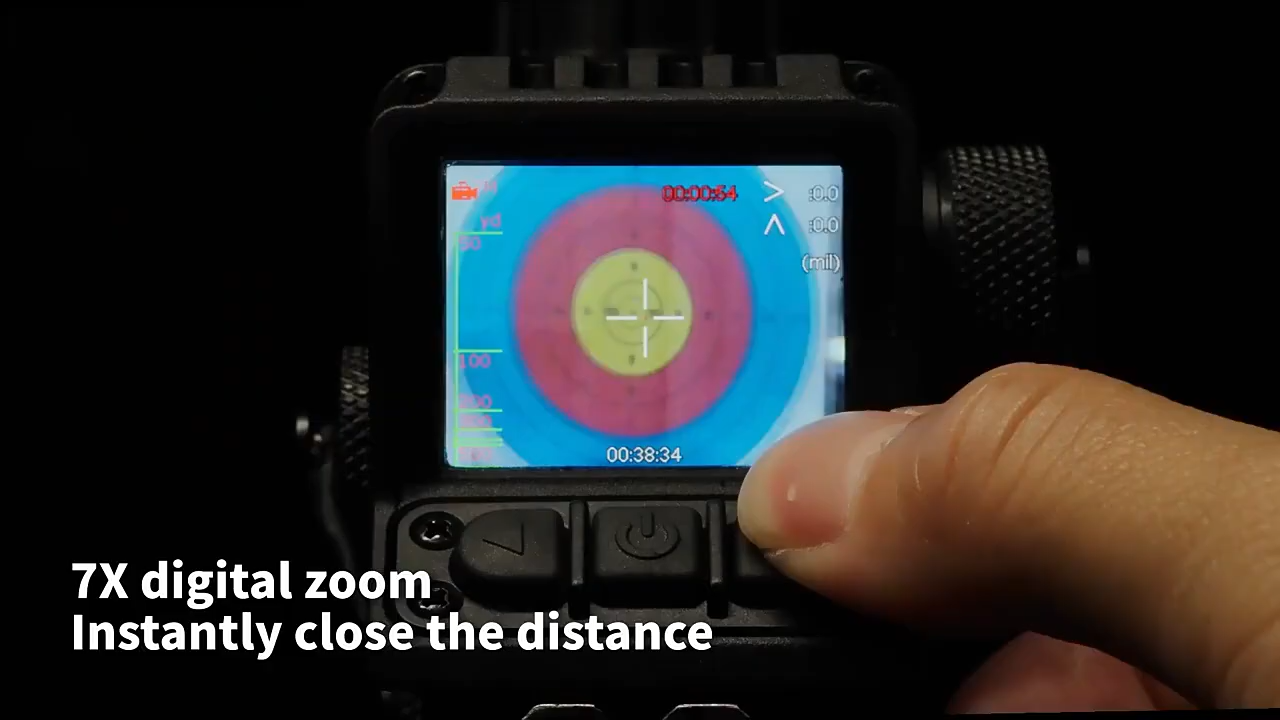 00:00:54
:0.0
yd
:0.0
50
(mil)
100
00:38:34
7X digital zoom
Instantly close the distance